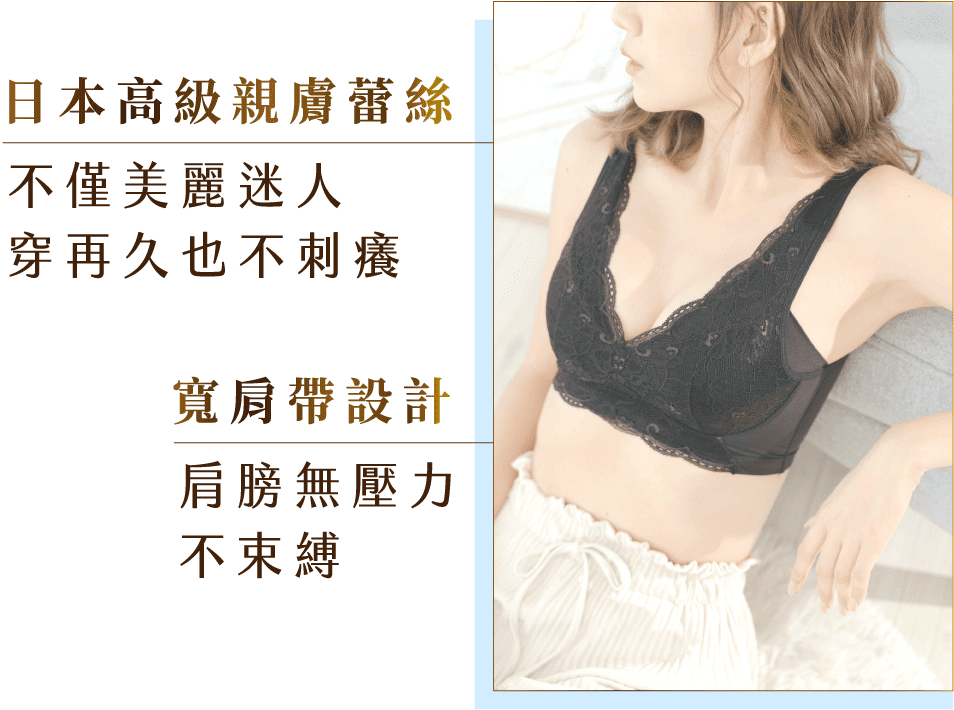 日本高級親膚蕾絲
不僅美麗迷人
穿再久也不刺癢
寬肩帶設計
肩膀無壓力
不束縛